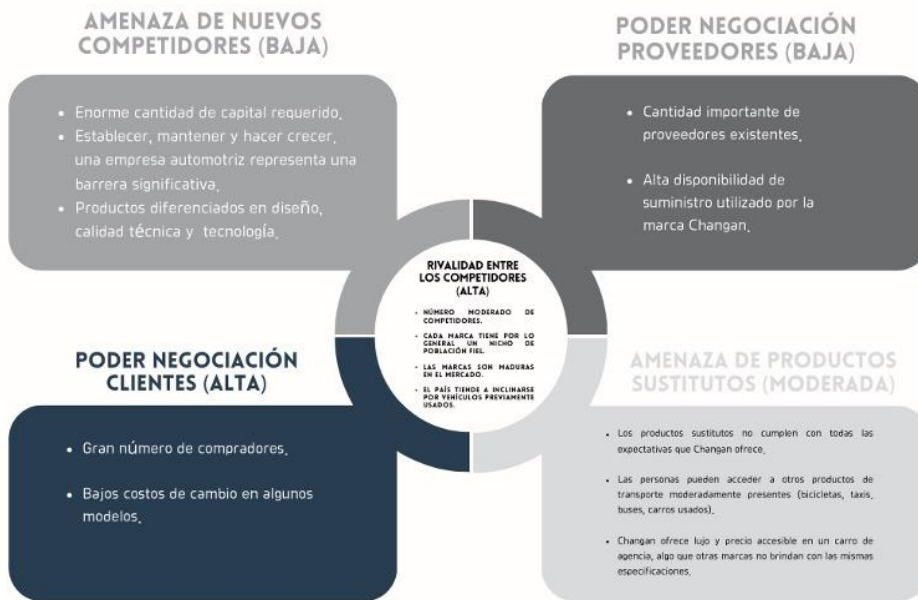 AMENAZA DE NUEVOS
COMPETIDORES (BAJA)
• Enorme cantidad de capital requerido.
• Establecer, mantener y hacer crecer,
una empresa automotriz representa una
barrera significativa.
• Productos diferenciados en diseño,
calidad técnica y tecnología.
PODER NEGOCIACIÓN
PROVEEDORES (BAJA)
• Cantidad importante de
proveedores existentes.
• Alta disponibilidad de
suministro utilizado por la
marca Changan.
RIVALIDAD ENTRE
LOS COMPETIDORES
(ALTA)
• NÚMERO MODERADO DE
COMPETIDORES.
• CADA MARCA TIENE POR LO
GENERAL UN NICHO DE
POBLACIÓN FIEL.
• LAS MARCAS SON MADURAS
EN EL MERCADO.
• EL PAÍS TIENDE A INCLINARSE
POR VEHÍCULOS PREVIAMENTE
USADOS.
PODER NEGOCIACIÓN
CLIENTES (ALTA)
• Gran número de compradores.
• Bajos costos de cambio en algunos
modelos.
AMENAZA DE PRODUCTOS
SUSTITUTOS (MODERADA)
• Los productos sustitutos no cumplen con todas las
expectativas que Changan ofrece.
• Las personas pueden acceder a otros productos de
transporte moderadamente presentes (bicicletas, taxis,
buses, carros usados).
• Changan ofrece lujo y precio accesible en un carro de
agencia, algo que otras marcas no brindan con las mismas
especificaciones.